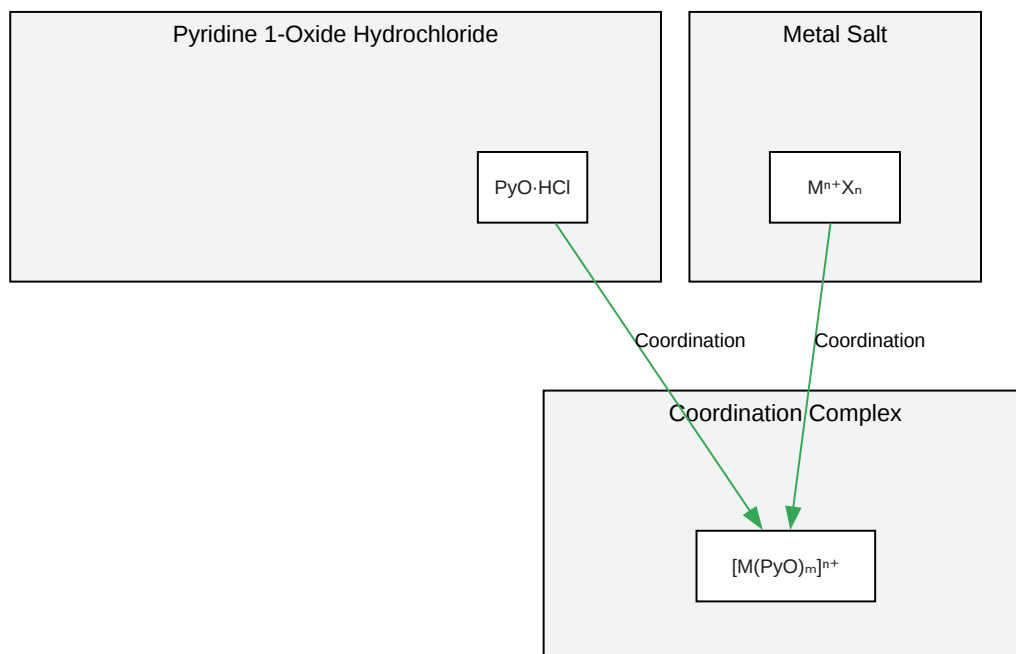 Pyridine 1-Oxide Hydrochloride
Metal Salt
PyO·HCl
Mⁿ⁺Xₙ
Coordination
Coordination
Coordination Complex
[M(PyO)ₘ]ⁿ⁺